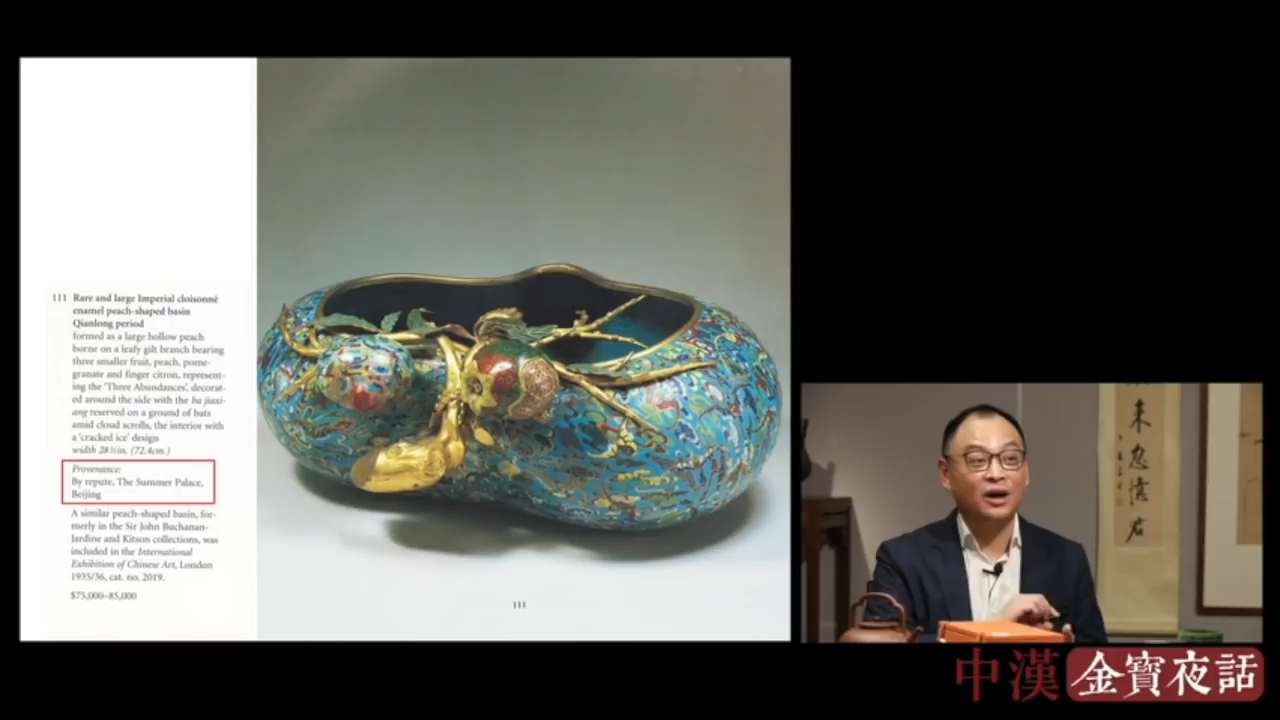 111 Rare and large Imperial cloisonné
enamel peach-shaped basin
Qianlong period
formed as a large hollow peach
borne on a leafy gilt branch bearing
three smaller fruit, peach, pome-
granate and finger citron, represent-
ing the 'Three Abundances', decorat-
ed around the side with the ba jiaxi-
ang reserved on a ground of bats
amid cloud scrolls, the interior with
a 'cracked ice' design
width 28½in. (72.4cm.)
Provenance:
By repute, The Summer Palace,
Beijing
A similar peach-shaped basin, for-
merly in the Sir John Buchanan-
Jardine and Kitson collections, was
included in the International
Exhibition of Chinese Art, London
1935/36, cat. no. 2019.
$75,000–85,000
111
来忽憶君
中漢 金寶夜話